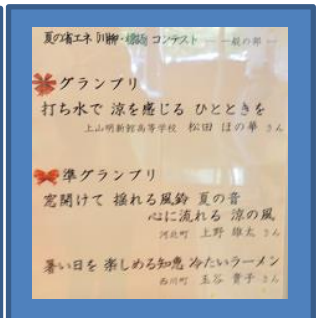 夏の省エネ 川柳・標語 コンテスト ― 一般の部 ―
グランプリ
打ち水で 涼を感じる ひとときを
上山明新館高等学校 松田 ほの華 さん
準グランプリ
窓開けて 揺れる風鈴 夏の音
心に流れる 涼の風
河北町 上野 雄太 さん
暑い日を 楽しめる知恵 冷たいラーメン
西川町 玉谷 貴子 さん